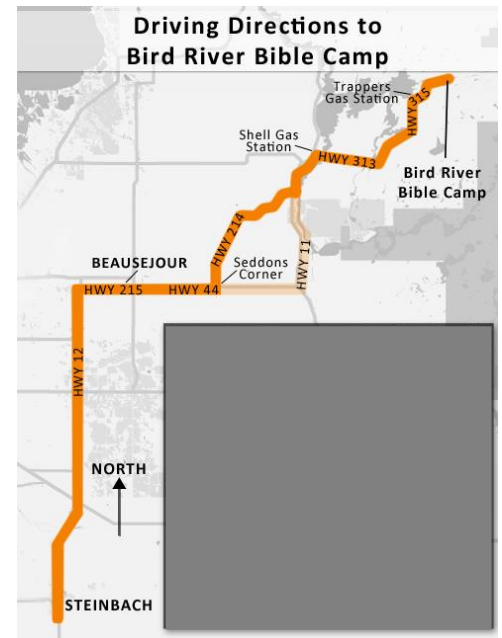 Driving Directions to
Bird River Bible Camp
Trappers
Gas Station
HWY 315
Shell Gas
Station
HWY 313
Bird River
Bible Camp
HWY 214
HWY 11
BEAUSEJOUR
Seddons
Corner
HWY 215
HWY 44
HWY 12
NORTH
STEINBACH